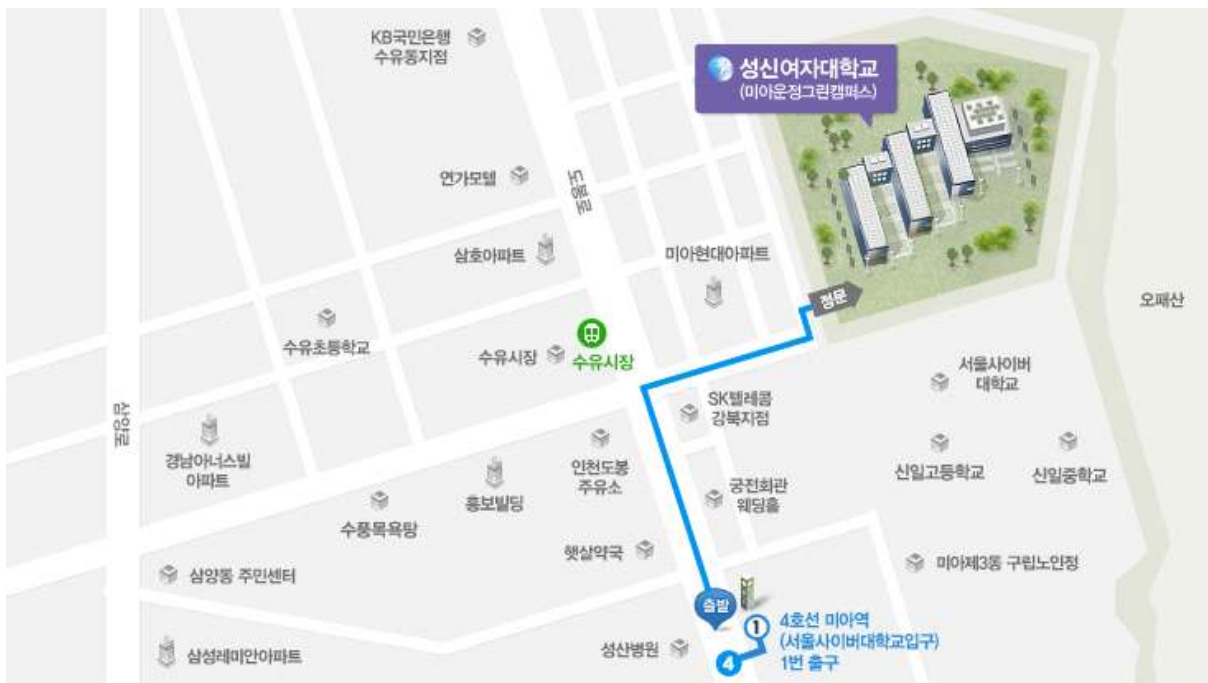 KB국민은행
수유동지점
성신여자대학교
(미아운정그린캠퍼스)
연가모텔
도봉로
삼호아파트
미아현대아파트
정문
오패산
수유초등학교
수유시장
수유시장
서울사이버
대학교
SK텔레콤
강북지점
삼양로
경남아너스빌
아파트
인천도봉
주유소
신일고등학교
신일중학교
홍보빌딩
궁전회관
웨딩홀
수풍목욕탕
햇살약국
미아제3동 구립노인정
삼양동 주민센터
출발
1
4호선 미아역
(서울사이버대학교입구)
1번 출구
성산병원
4
삼성레미안아파트